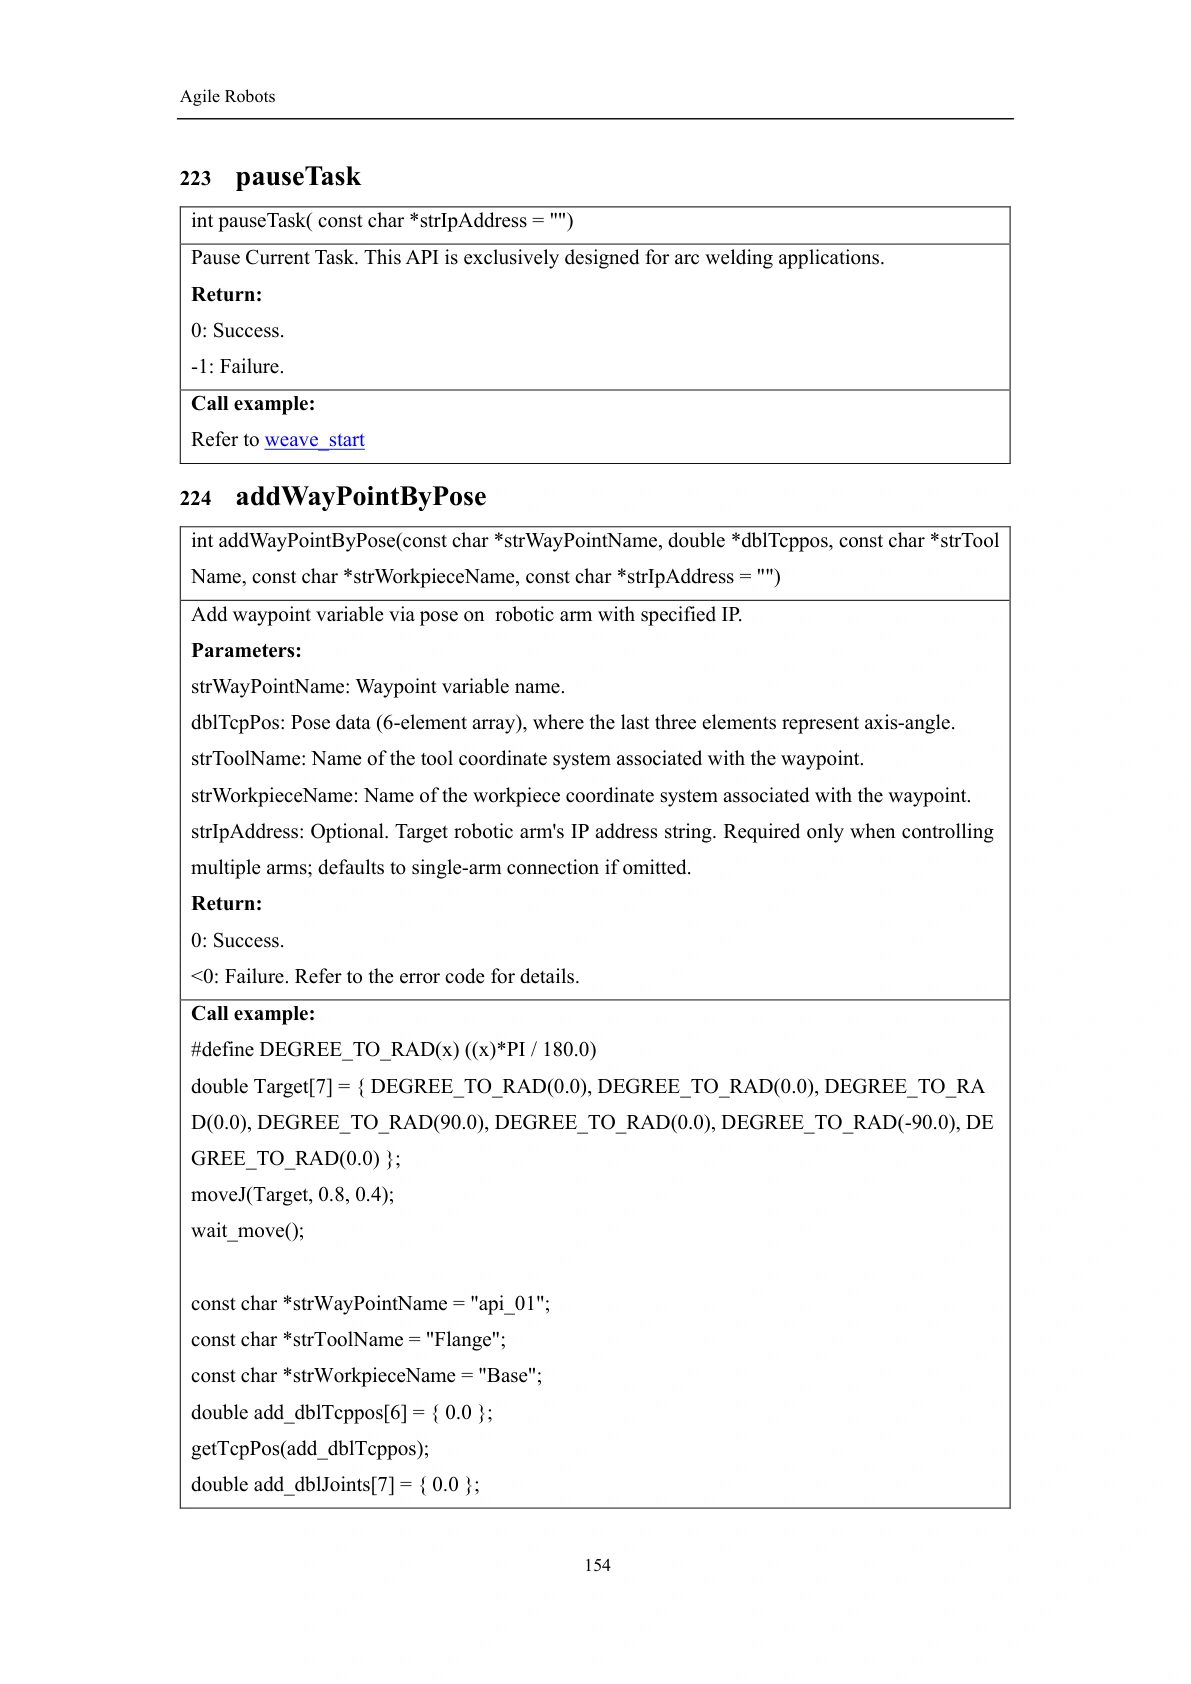 Agile Robots
223 pauseTask
int pauseTask( const char *strIpAddress = "")
Pause Current Task. This API is exclusively designed for arc welding applications.
Return:
0: Success.
-1: Failure.
Call example:
Refer to weave_start
224 addWayPointByPose
int addWayPointByPose(const char *strWayPointName, double *dblTcppos, const char *strTool
Name, const char *strWorkpieceName, const char *strIpAddress = "")
Add waypoint variable via pose on  robotic arm with specified IP.
Parameters:
strWayPointName: Waypoint variable name.
dblTcpPos: Pose data (6-element array), where the last three elements represent axis-angle.
strToolName: Name of the tool coordinate system associated with the waypoint.
strWorkpieceName: Name of the workpiece coordinate system associated with the waypoint.
strIpAddress: Optional. Target robotic arm's IP address string. Required only when controlling
multiple arms; defaults to single-arm connection if omitted.
Return:
0: Success.
<0: Failure. Refer to the error code for details.
Call example:
#define DEGREE_TO_RAD(x) ((x)*PI / 180.0)
double Target[7] = { DEGREE_TO_RAD(0.0), DEGREE_TO_RAD(0.0), DEGREE_TO_RA
D(0.0), DEGREE_TO_RAD(90.0), DEGREE_TO_RAD(0.0), DEGREE_TO_RAD(-90.0), DE
GREE_TO_RAD(0.0) };
moveJ(Target, 0.8, 0.4);
wait_move();
const char *strWayPointName = "api_01";
const char *strToolName = "Flange";
const char *strWorkpieceName = "Base";
double add_dblTcppos[6] = { 0.0 };
getTcpPos(add_dblTcppos);
double add_dblJoints[7] = { 0.0 };
154